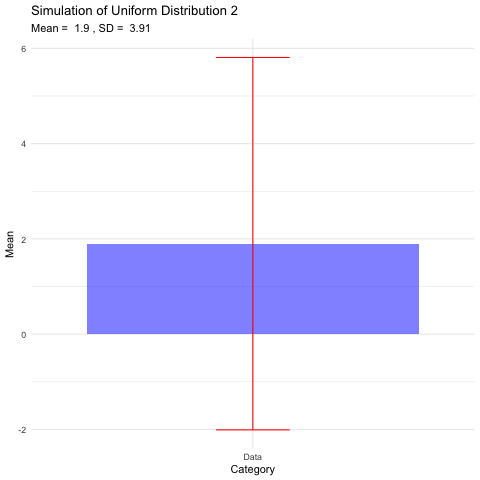 Simulation of Uniform Distribution 2
Mean =  1.9 , SD =  3.91
6
4
2
0
-2
Mean
Data
Category